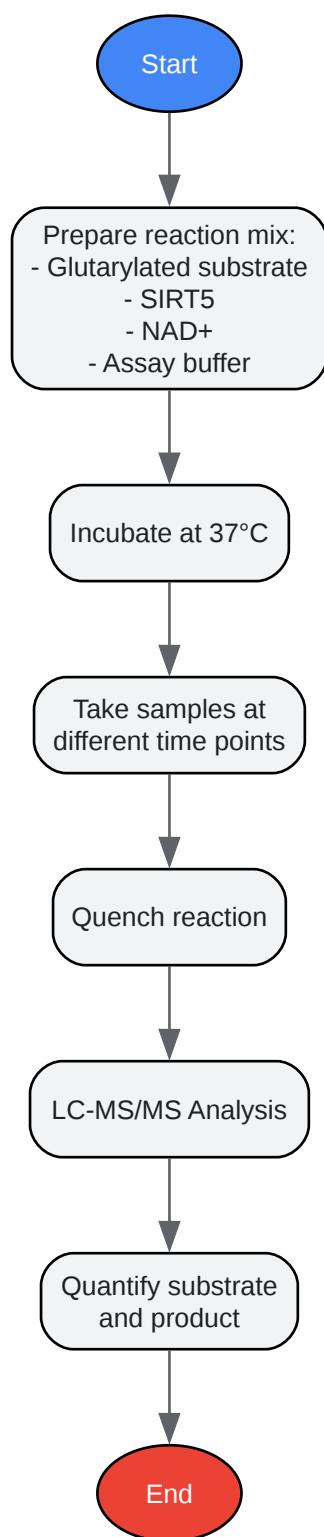 Start
Prepare reaction mix:
- Glutarylated substrate
- SIRT5
- NAD+
- Assay buffer
Incubate at 37°C
Take samples at
different time points
Quench reaction
LC-MS/MS Analysis
Quantify substrate
and product
End